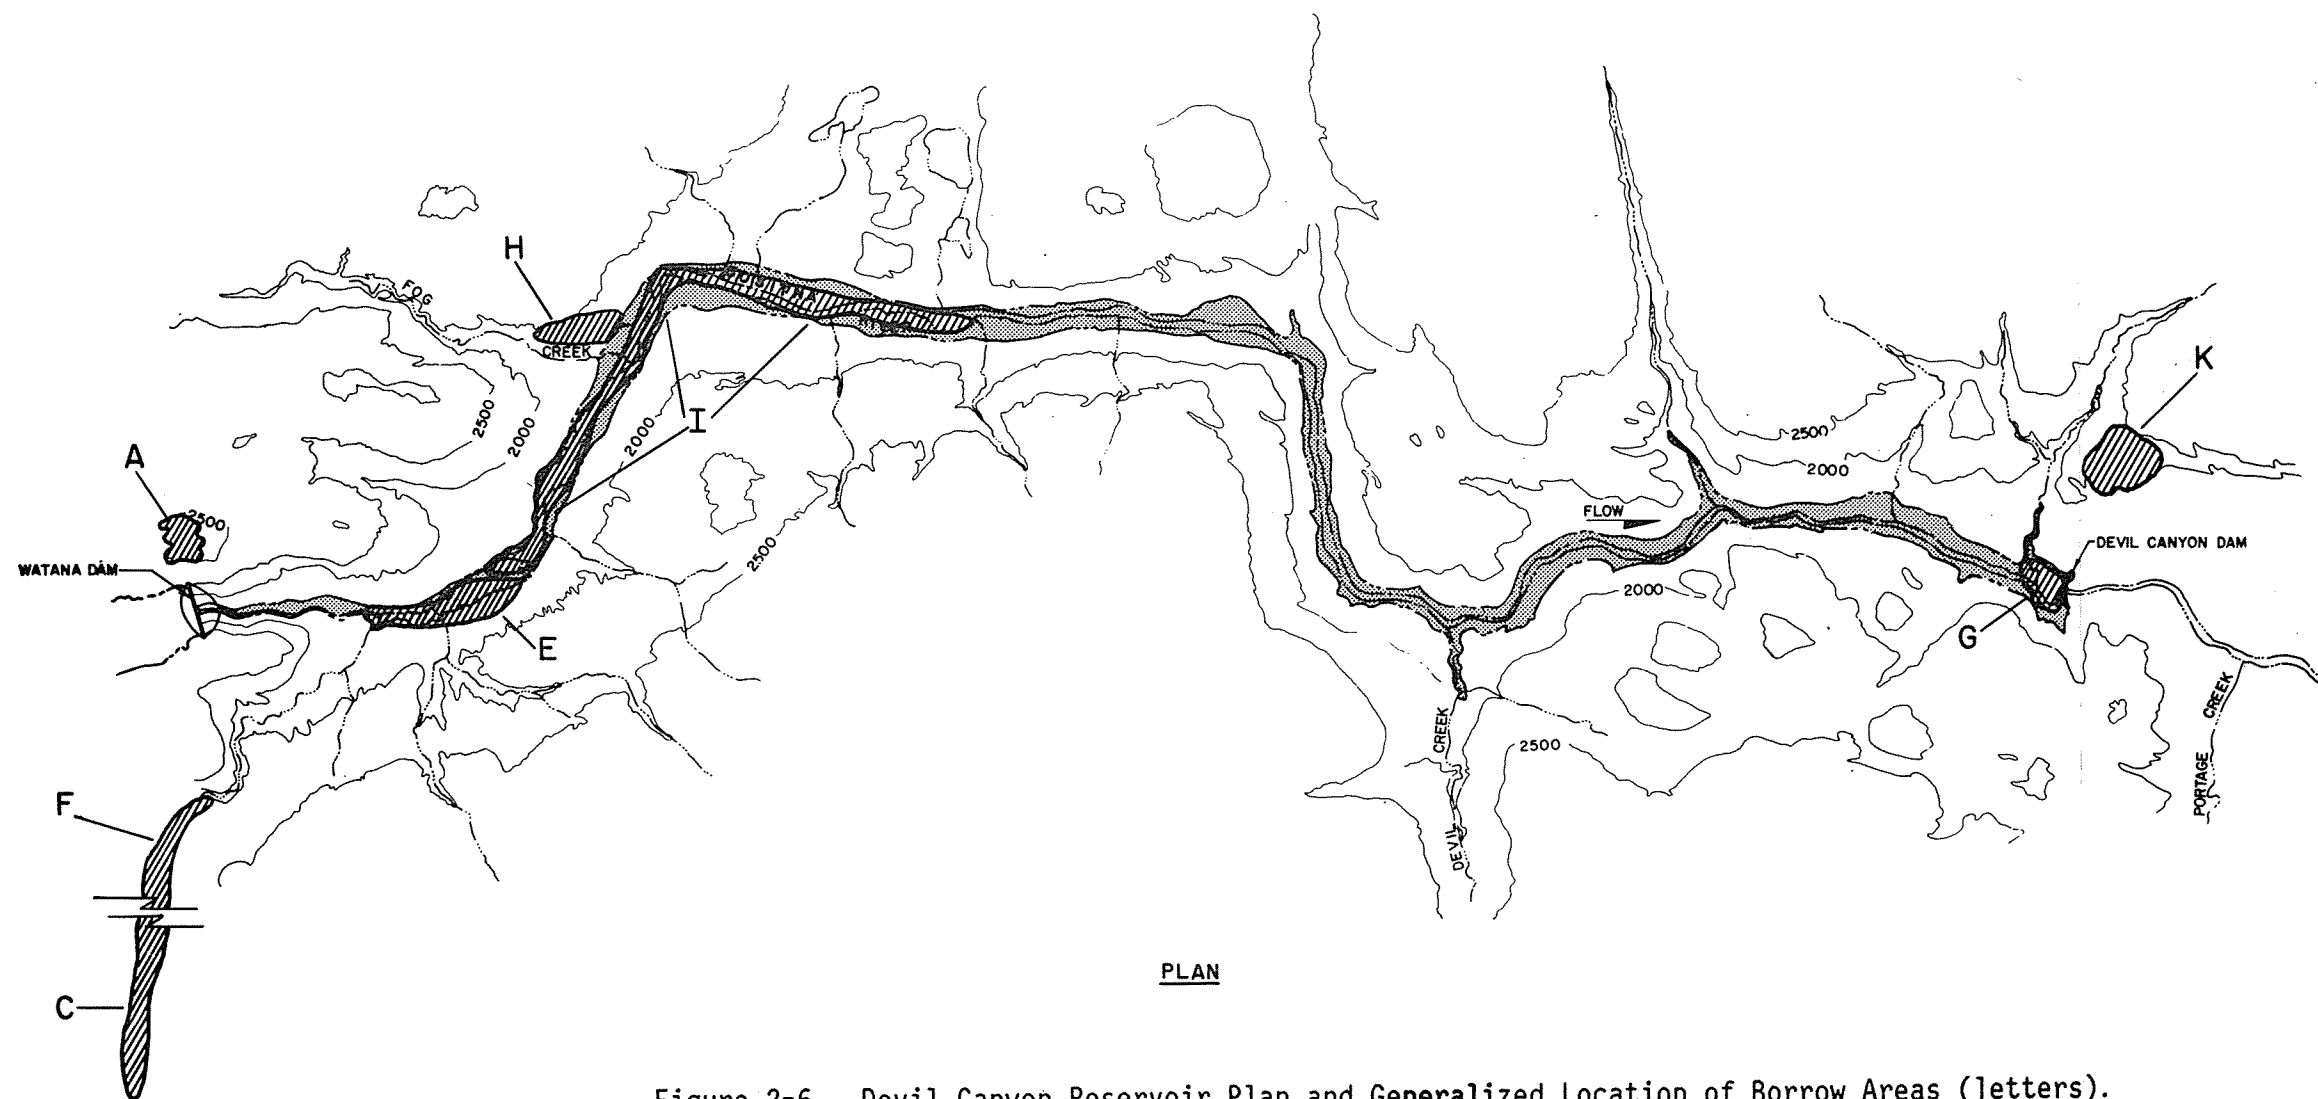 H
FOG
CREEK
K
2500
2000
2000
I
2500
2000
A
2500
FLOW
WATANA DAM
DEVIL CANYON DAM
2500
2000
E
G
CREEK
PORTAGE
CREEK
DEVIL
2500
F
PLAN
C
Figure 2-6. Devil Canyon Reservoir Plan and Generalized Location of Borrow Areas (letters).